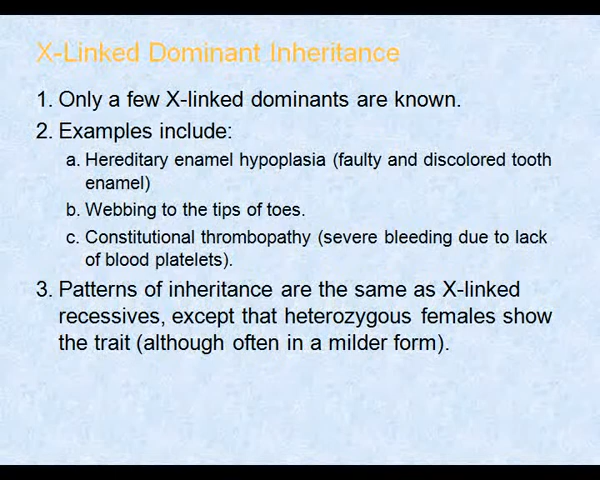 X-Linked Dominant Inheritance
1. Only a few X-linked dominants are known.
2. Examples include:
a. Hereditary enamel hypoplasia (faulty and discolored tooth
enamel)
b. Webbing to the tips of toes.
c. Constitutional thrombopathy (severe bleeding due to lack
of blood platelets).
3. Patterns of inheritance are the same as X-linked
recessives, except that heterozygous females show
the trait (although often in a milder form).